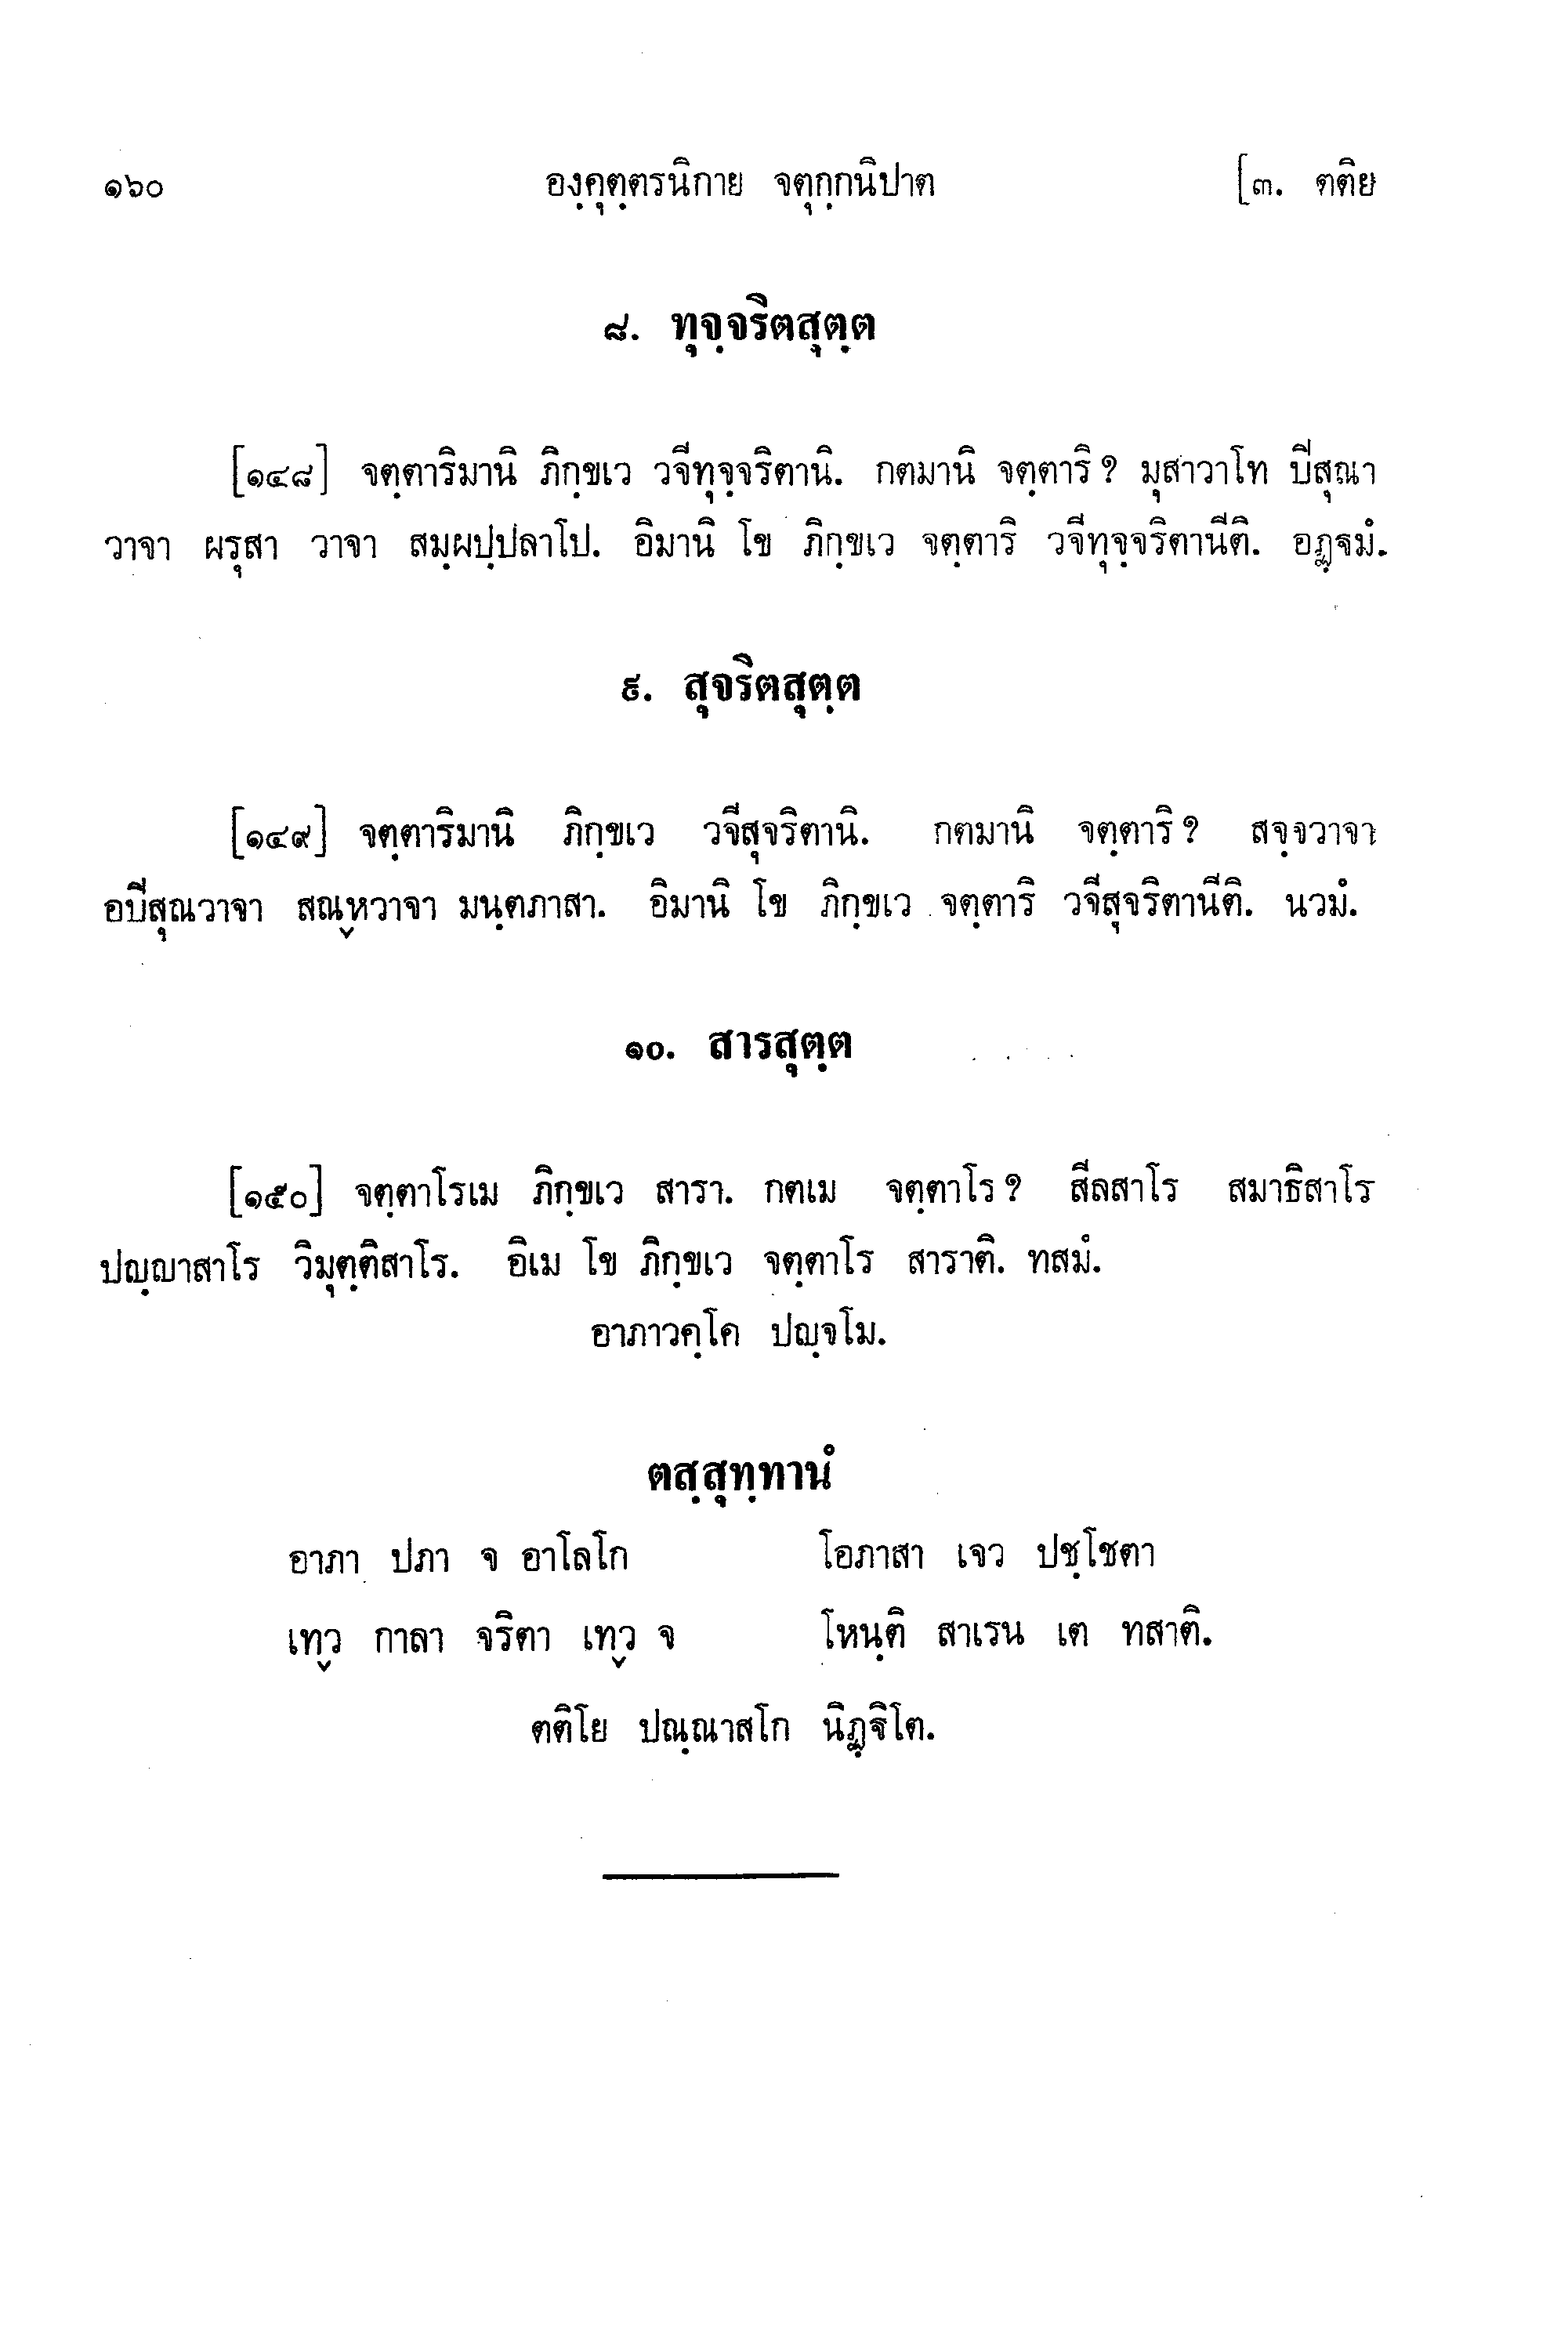 ๑๖๐ องฺคุตฺตรนิกาย จตุกฺกนิปาต [๓. ตติย
๘. ทุจฺจริตสุตฺต
[๑๔๘] จตฺตาริมานิ ภิกฺขเว วจีทุจฺจริตานิ. กตมานิ จตฺตาริ? มุสาวาโท ปีสุณา
วาจา ผรุสา วาจา สมฺผปฺปลาโป. อิมานิ โข ภิกฺขเว จตฺตาริ วจีทุจฺจริตานีติ. อฏฺฐมํ.
๙. สุจริตสุตฺต
[๑๔๙] จตฺตาริมานิ ภิกฺขเว วจีสุจริตานิ. กตมานิ จตฺตาริ? สจฺจวาจา
อปีสุณวาจา สณฺหวาจา มนฺตภาสา. อิมานิ โข ภิกฺขเว จตฺตาริ วจีสุจริตานีติ. นวมํ.
๑๐. สารสุตฺต
[๑๕๐] จตฺตาโรเม ภิกฺขเว สารา. กตเม จตฺตาโร? สีลสาโร สมาธิสาโร
ปญฺญาสาโร วิมุตฺติสาโร. อิเม โข ภิกฺขเว จตฺตาโร สาราติ. ทสมํ.
อาภาวคฺโค ปญฺจโม.
ตสฺสุทฺทานํ
อาภา ปภา จ อาโลโก โอภาสา เจว ปชฺโชตา
เทฺว กาลา จริตา เทฺว จ โหนฺติ สาเรน เต ทสาติ.
ตติโย ปณฺณาสโก นิฏฺฐิโต.